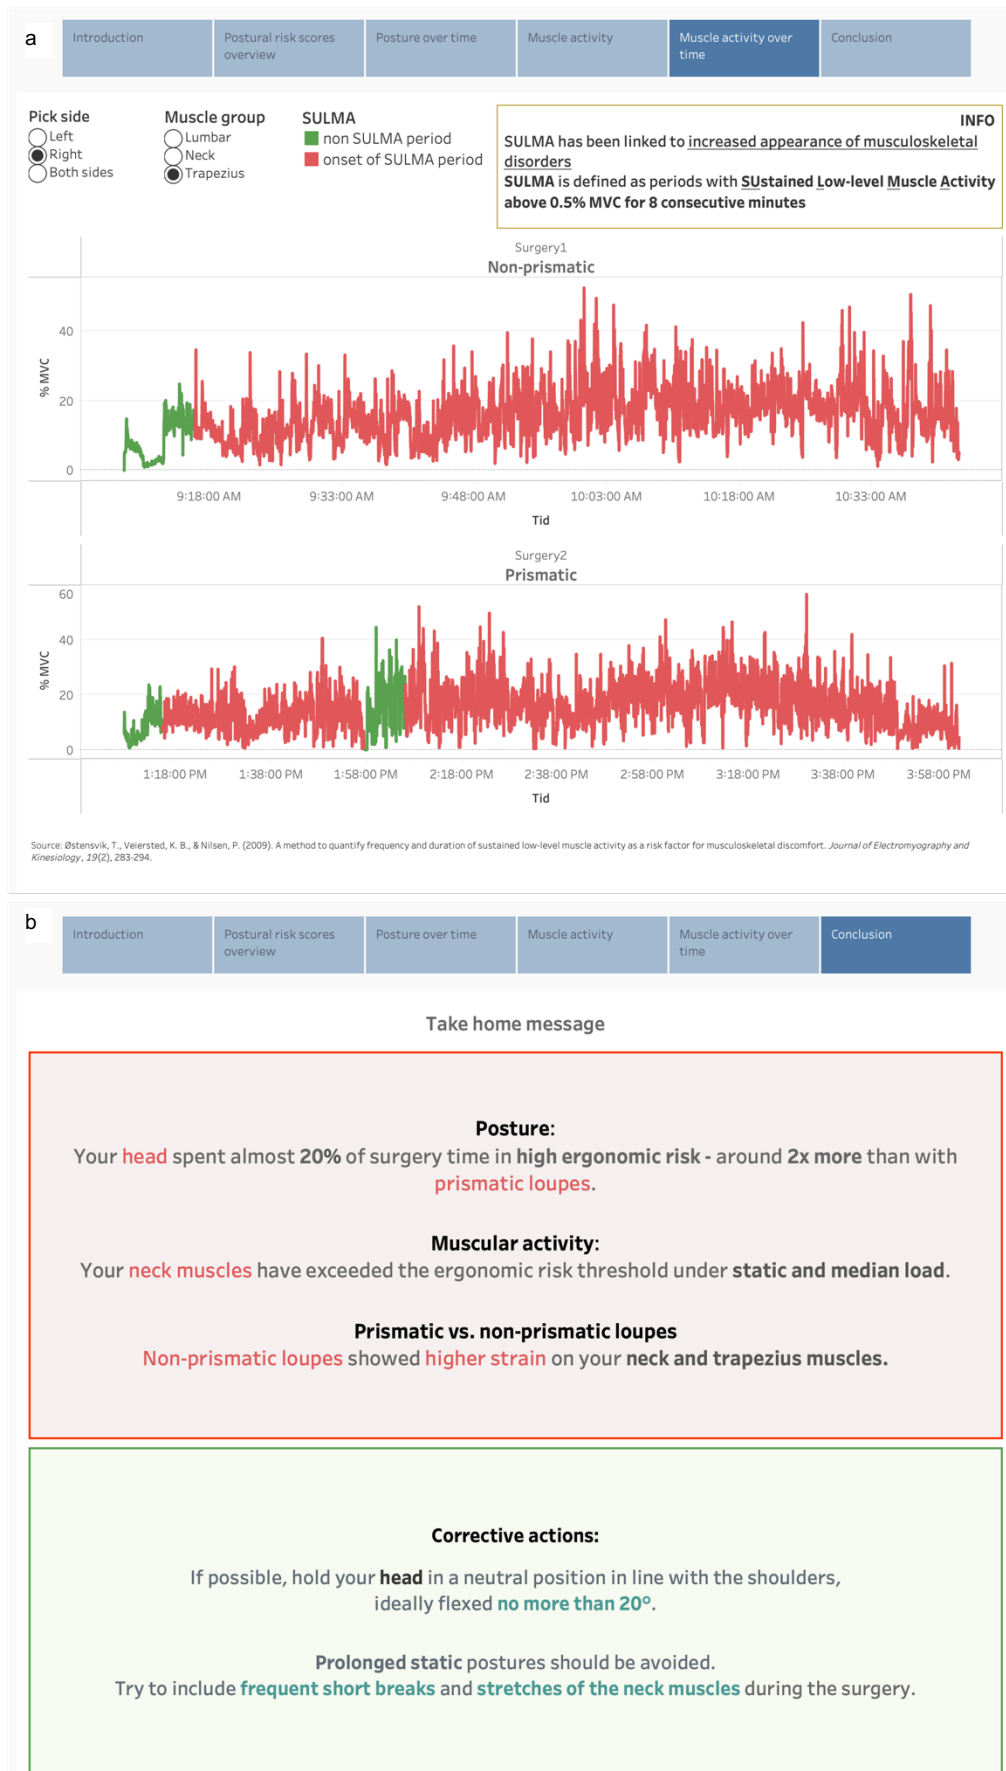 a
Introduction
Postural risk scores
overview
Posture over time
Muscle activity
Muscle activity over
time
Conclusion
Pick side
Left
Right
Both sides
Muscle group
Lumbar
Neck
Trapezius
SULMA
non SULMA period
onset of SULMA period
INFO
SULMA has been linked to increased appearance of musculoskeletal
disorders
SULMA is defined as periods with SUstained Low-level Muscle Activity
above 0.5% MVC for 8 consecutive minutes
Surgery1
Non-prismatic
% MVC
40
20
0
9:18:00 AM
9:33:00 AM
9:48:00 AM
10:03:00 AM
10:18:00 AM
10:33:00 AM
Tid
Surgery2
Prismatic
% MVC
60
40
20
0
1:18:00 PM
1:38:00 PM
1:58:00 PM
2:18:00 PM
2:38:00 PM
2:58:00 PM
3:18:00 PM
3:38:00 PM
3:58:00 PM
Tid
Source: Østensvik, T., Veiersted, K. B., & Nilsen, P. (2009). A method to quantify frequency and duration of sustained low-level muscle activity as a risk factor for musculoskeletal discomfort. Journal of Electromyography and
Kinesiology, 19(2), 283-294.
b
Introduction
Postural risk scores
overview
Posture over time
Muscle activity
Muscle activity over
time
Conclusion
Take home message
Posture:
Your head spent almost 20% of surgery time in high ergonomic risk - around 2x more than with
prismatic loupes.
Muscular activity:
Your neck muscles have exceeded the ergonomic risk threshold under static and median load.
Prismatic vs. non-prismatic loupes
Non-prismatic loupes showed higher strain on your neck and trapezius muscles.
Corrective actions:
If possible, hold your head in a neutral position in line with the shoulders,
ideally flexed no more than 20°.
Prolonged static postures should be avoided.
Try to include frequent short breaks and stretches of the neck muscles during the surgery.